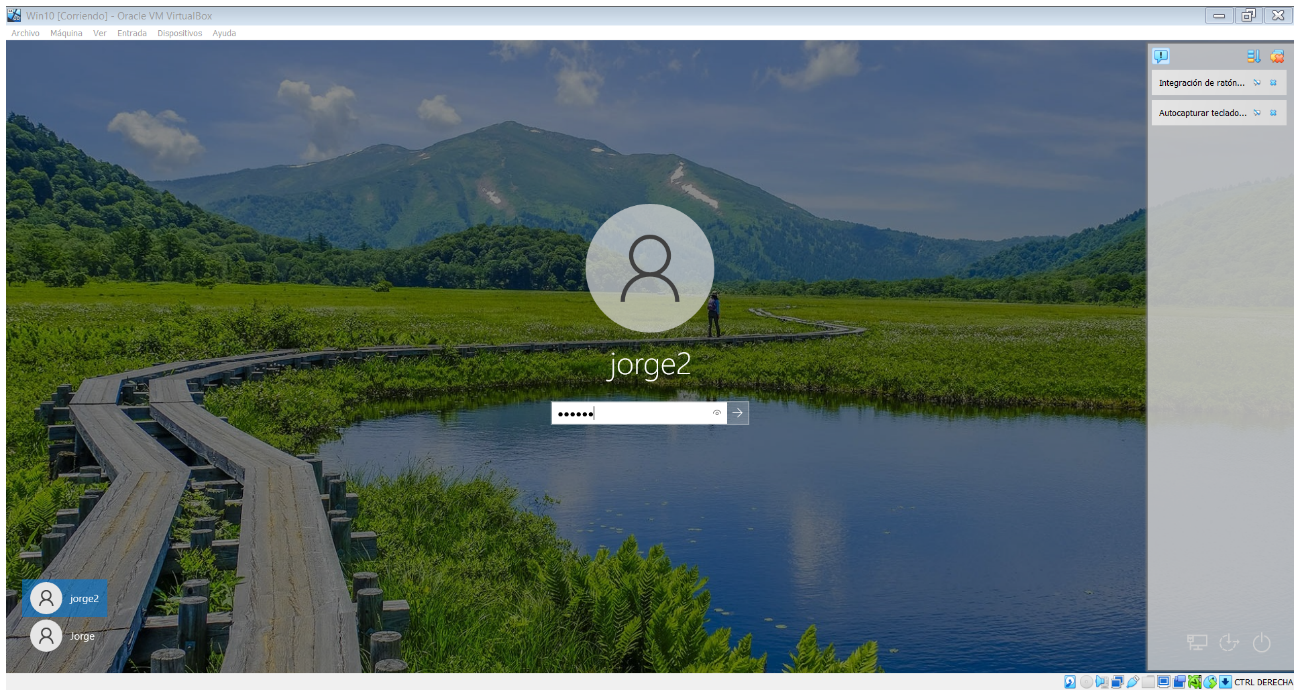 Win10 [Corriendo] - Oracle VM VirtualBox
Archivo Máquina Ver Entrada Dispositivos Ayuda
Integración de ratón...
Autocapturar teclado...
jorge2
jorge2
Jorge
CTRL DERECHA